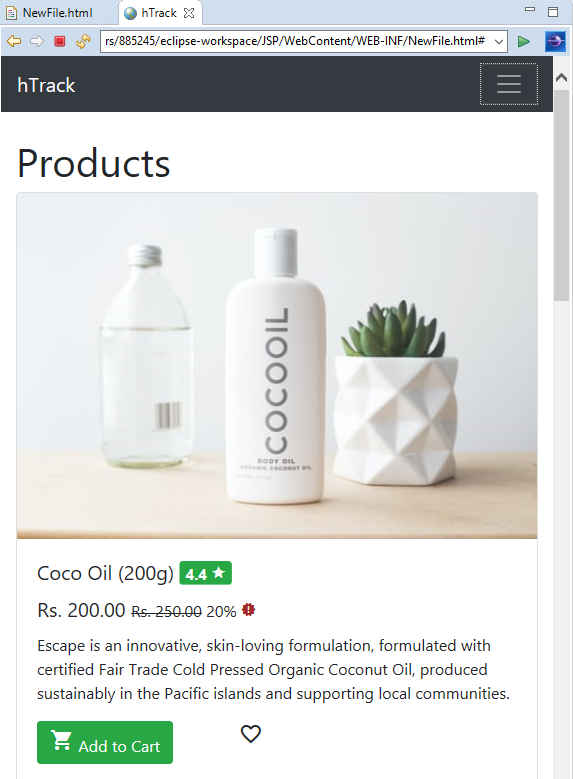 NewFile.html
hTrack
rs/885245/eclipse-workspace/JSP/WebContent/WEB-INF/NewFile.html#
hTrack
Products
COCOOIL
BODY OIL
ORGANIC COCONUT OIL
Coco Oil (200g) 4.4 ★
Rs. 200.00 Rs. 250.00 20%
Escape is an innovative, skin-loving formulation, formulated with
certified Fair Trade Cold Pressed Organic Coconut Oil, produced
sustainably in the Pacific islands and supporting local communities.
Add to Cart